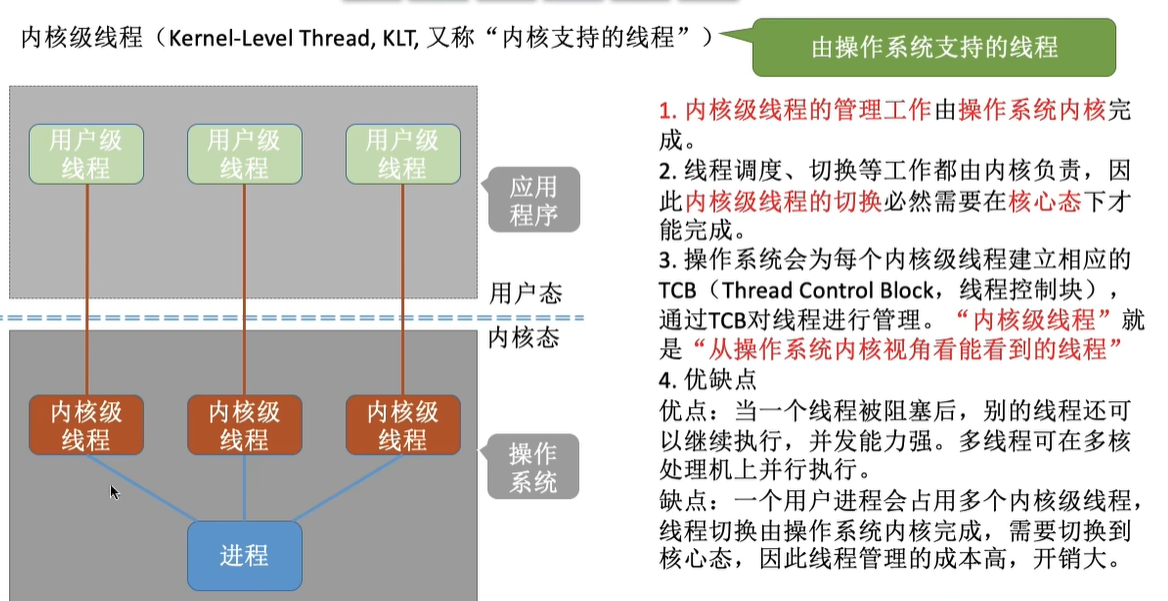 内核级线程（Kernel-Level Thread, KLT, 又称“内核支持的线程”）
由操作系统支持的线程
用户级
线程
用户级
线程
用户级
线程
应用
程序
用户态
内核态
内核级
线程
内核级
线程
内核级
线程
操作
系统
进程
1. 内核级线程的管理工作由操作系统内核完
成。
2. 线程调度、切换等工作都由内核负责，因
此内核级线程的切换必然需要在核心态下才
能完成。
3. 操作系统会为每个内核级线程建立相应的
TCB（Thread Control Block，线程控制块），
通过TCB对线程进行管理。“内核级线程”就
是“从操作系统内核视角看能看到的线程”
4. 优缺点
优点：当一个线程被阻塞后，别的线程还可
以继续执行，并发能力强。多线程可在多核
处理机上并行执行。
缺点：一个用户进程会占用多个内核级线程，
线程切换由操作系统内核完成，需要切换到
核心态，因此线程管理的成本高，开销大。